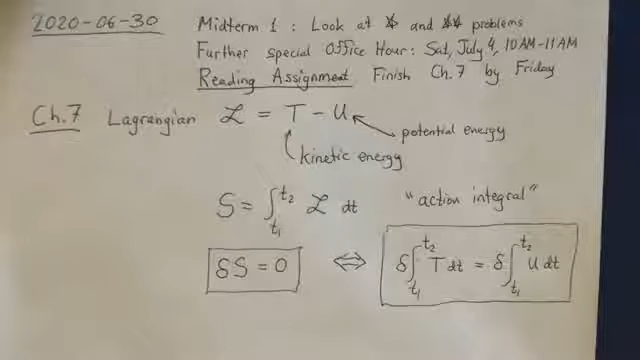 2020-06-30
Midterm 1 : Look at ☆ and ☆☆ problems
Further special Office Hour: Sat, July 4, 10AM-11AM
Reading Assignment Finish Ch. 7 by Friday
Ch.7 Lagrangian ℒ = T - U
potential energy
kinetic energy
S = ∫_{t₁}^{t₂} ℒ dt "action integral"
δS = 0 ⇔ δ∫_{t₁}^{t₂} T dt = δ∫_{t₁}^{t₂} U dt